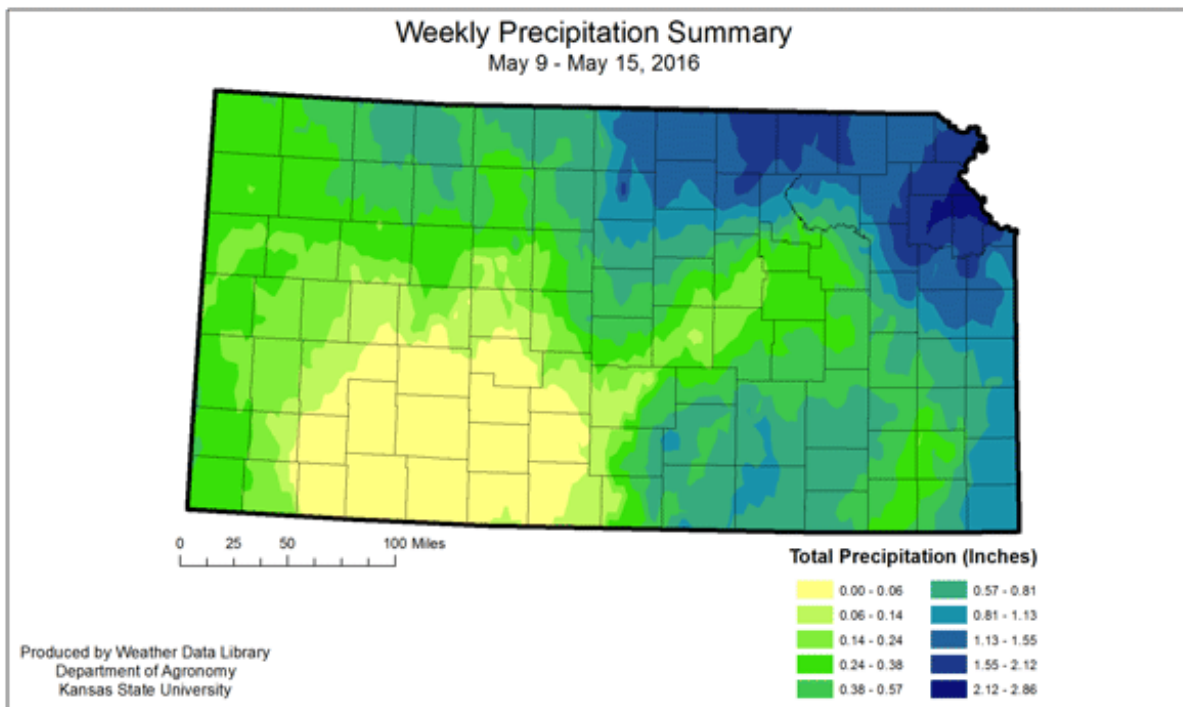 Weekly Precipitation Summary
May 9 - May 15, 2016
0 25 50 100 Miles
Total Precipitation (Inches)
0.00 - 0.06
0.06 - 0.14
0.14 - 0.24
0.24 - 0.38
0.38 - 0.57
0.57 - 0.81
0.81 - 1.13
1.13 - 1.55
1.55 - 2.12
2.12 - 2.86
Produced by Weather Data Library
Department of Agronomy
Kansas State University